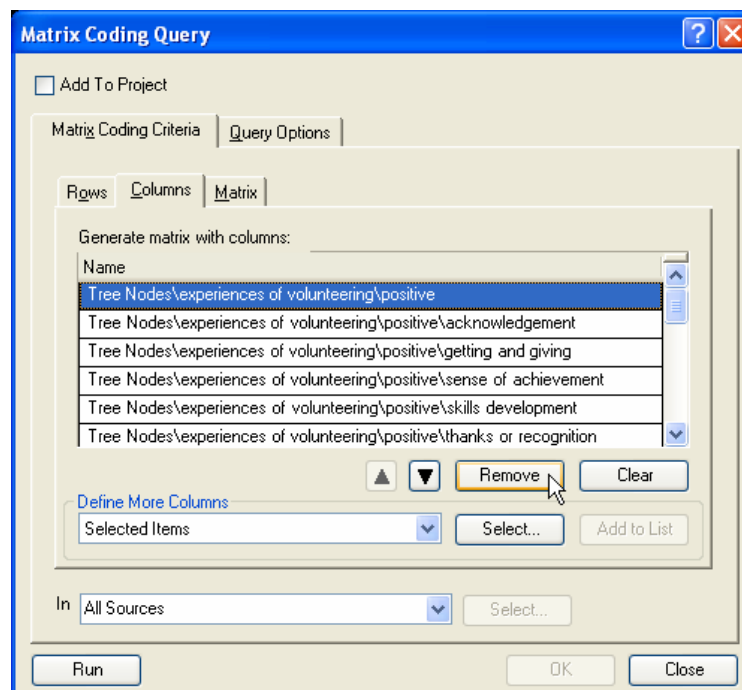 Matrix Coding Query
Add To Project
Matrix Coding Criteria Query Options
Rows Columns Matrix
Generate matrix with columns:
Name
Tree Nodes\experiences of volunteering\positive
Tree Nodes\experiences of volunteering\positive\acknowledgement
Tree Nodes\experiences of volunteering\positive\getting and giving
Tree Nodes\experiences of volunteering\positive\sense of achievement
Tree Nodes\experiences of volunteering\positive\skills development
Tree Nodes\experiences of volunteering\positive\thanks or recognition
Remove Clear
Define More Columns
Selected Items Select... Add to List
In All Sources Select...
Run OK Close